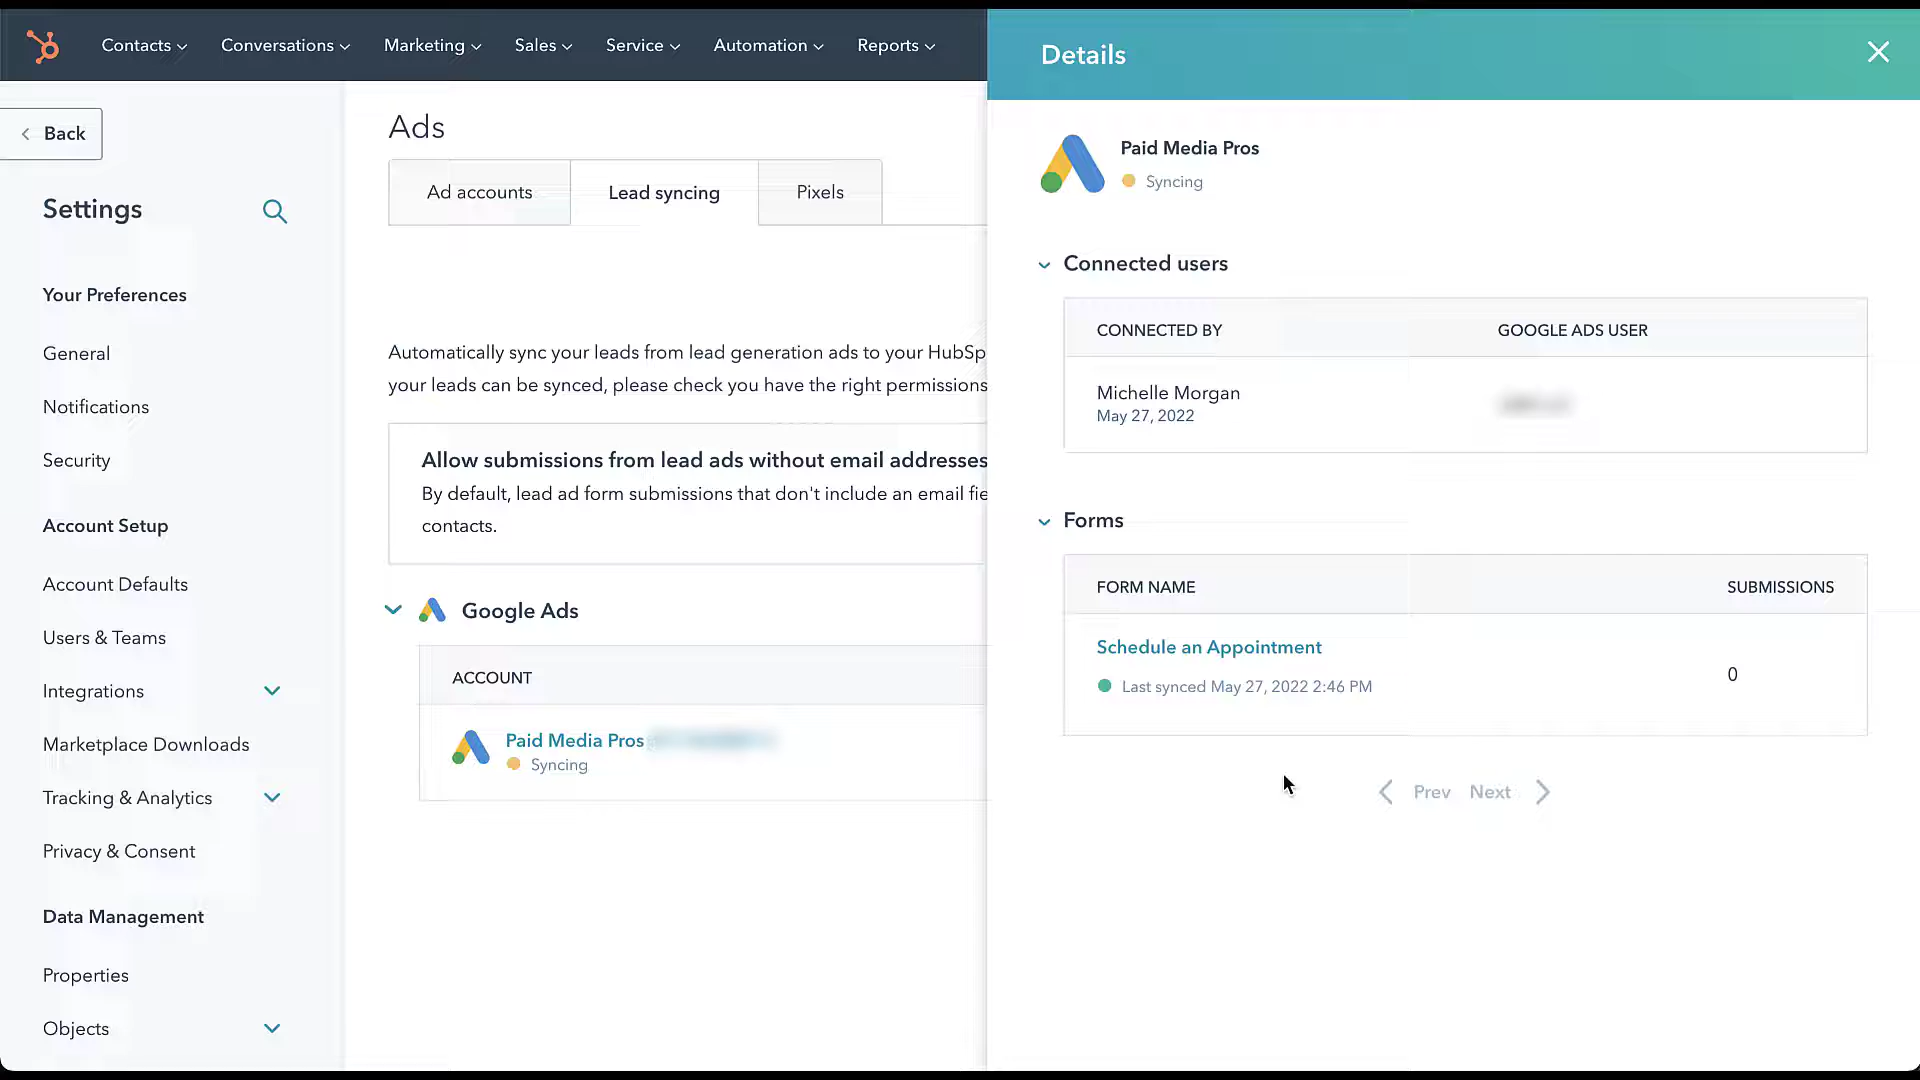 Contacts
Conversations
Marketing
Sales
Service
Automation
Reports
Details
Back
Settings
Your Preferences
General
Notifications
Security
Account Setup
Account Defaults
Users & Teams
Integrations
Marketplace Downloads
Tracking & Analytics
Privacy & Consent
Data Management
Properties
Objects
Ads
Ad accounts
Lead syncing
Pixels
Automatically sync your leads from lead generation ads to your HubSp
your leads can be synced, please check you have the right permissions
Allow submissions from lead ads without email addresses
By default, lead ad form submissions that don't include an email fie
contacts.
Google Ads
ACCOUNT
Paid Media Pros
Syncing
Paid Media Pros
Syncing
Connected users
CONNECTED BY
GOOGLE ADS USER
Michelle Morgan
May 27, 2022
Forms
FORM NAME
SUBMISSIONS
Schedule an Appointment
0
Last synced May 27, 2022 2:46 PM
Prev
Next